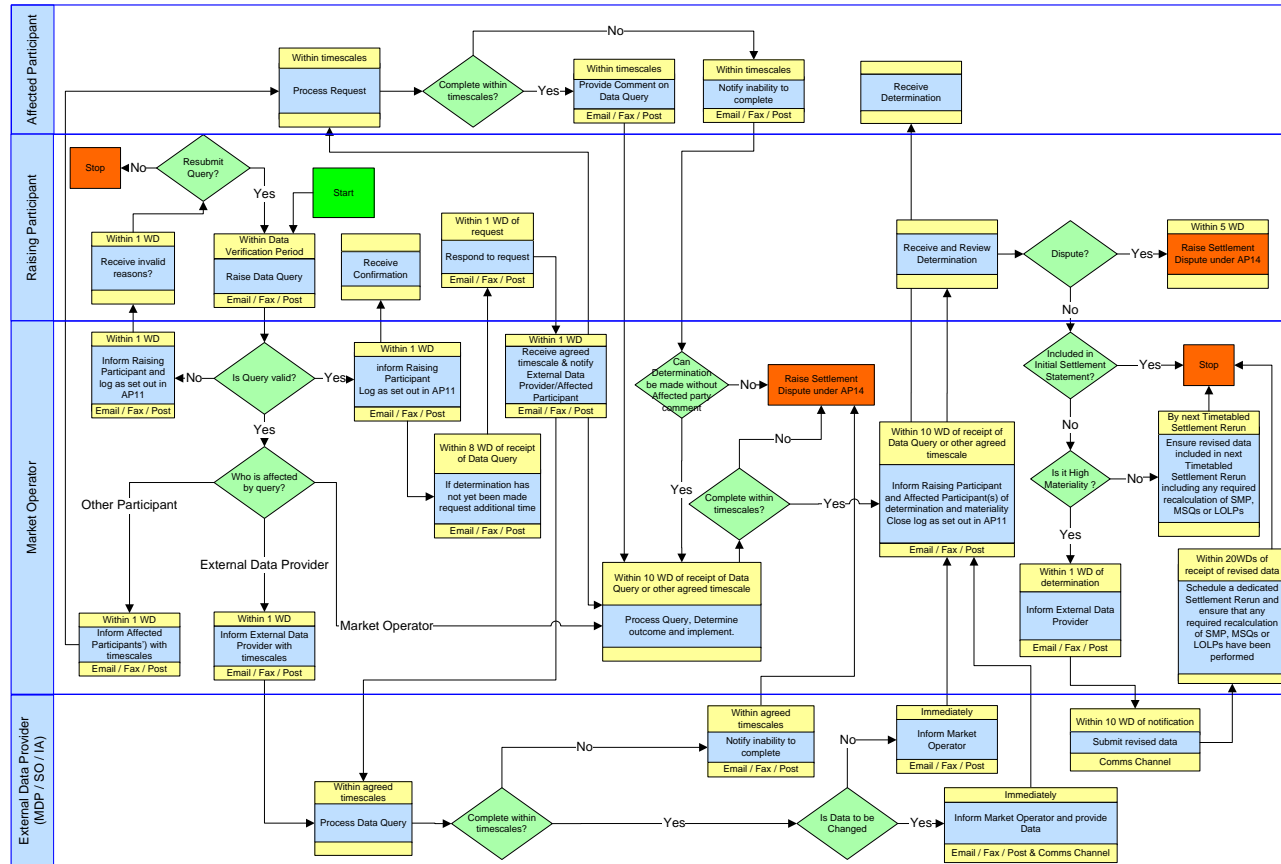 Affected Participant
Within timescales
Process Request
Complete within
timescales?
No
Yes
Within timescales
Provide Comment on
Data Query
Email / Fax / Post
Within timescales
Notify inability to
complete
Email / Fax / Post
Receive
Determination
Raising Participant
Stop
No
Resubmit
Query?
Yes
Start
Within 1 WD
Receive invalid
reasons?
Within Data
Verification Period
Raise Data Query
Email / Fax / Post
Receive
Confirmation
Within 1 WD of
request
Respond to request
Email / Fax / Post
Receive and Review
Determination
Dispute?
Yes
No
Within 5 WD
Raise Settlement
Dispute under AP14
Market Operator
Within 1 WD
Inform Raising
Participant and
log as set out in
AP11
Email / Fax / Post
No
Is Query valid?
Yes
Yes
Within 1 WD
inform Raising
Participant
Log as set out in AP11
Email / Fax / Post
Within 1 WD
Receive agreed
timescale & notify
External Data
Provider/Affected
Participant
Email / Fax / Post
Within 8 WD of receipt
of Data Query
If determination has
not yet been made
request additional time
Email / Fax / Post
Who is affected
by query?
Other Participant
External Data Provider
Market Operator
Within 1 WD
Inform Affected
Participants') with
timescales
Email / Fax / Post
Within 1 WD
Inform External Data
Provider with
timescales
Email / Fax / Post
Can
Determination
be made without
Affected party
comment
No
Yes
Raise Settlement
Dispute under AP14
No
Complete within
timescales?
Yes
Within 10 WD of receipt of Data
Query or other agreed timescale
Process Query, Determine
outcome and implement.
Within 10 WD of receipt of
Data Query or other agreed
timescale
Inform Raising Participant
and Affected Participant(s) of
determination and materiality
Close log as set out in AP11
Email / Fax / Post
Included in
Initial Settlement
Statement?
Yes
No
Stop
Is it High
Materiality ?
No
Yes
By next Timetabled
Settlement Rerun
Ensure revised data
included in next
Timetabled
Settlement Rerun
including any required
recalculation of SMP,
MSQs or LOLPs
Within 1 WD of
determination
Inform External Data
Provider
Email / Fax / Post
Within 20WDs of
receipt of revised data
Schedule a dedicated
Settlement Rerun and
ensure that any
required recalculation
of SMP, MSQs or
LOLPs have been
performed
External Data Provider
(MDP / SO / IA)
Within agreed
timescales
Process Data Query
Complete within
timescales?
No
Yes
Within agreed
timescales
Notify inability to
complete
Email / Fax / Post
Is Data to be
Changed
No
Yes
Immediately
Inform Market
Operator
Email / Fax / Post
Immediately
Inform Market Operator and provide
Data
Email / Fax / Post & Comms Channel
Within 10 WD of notification
Submit revised data
Comms Channel